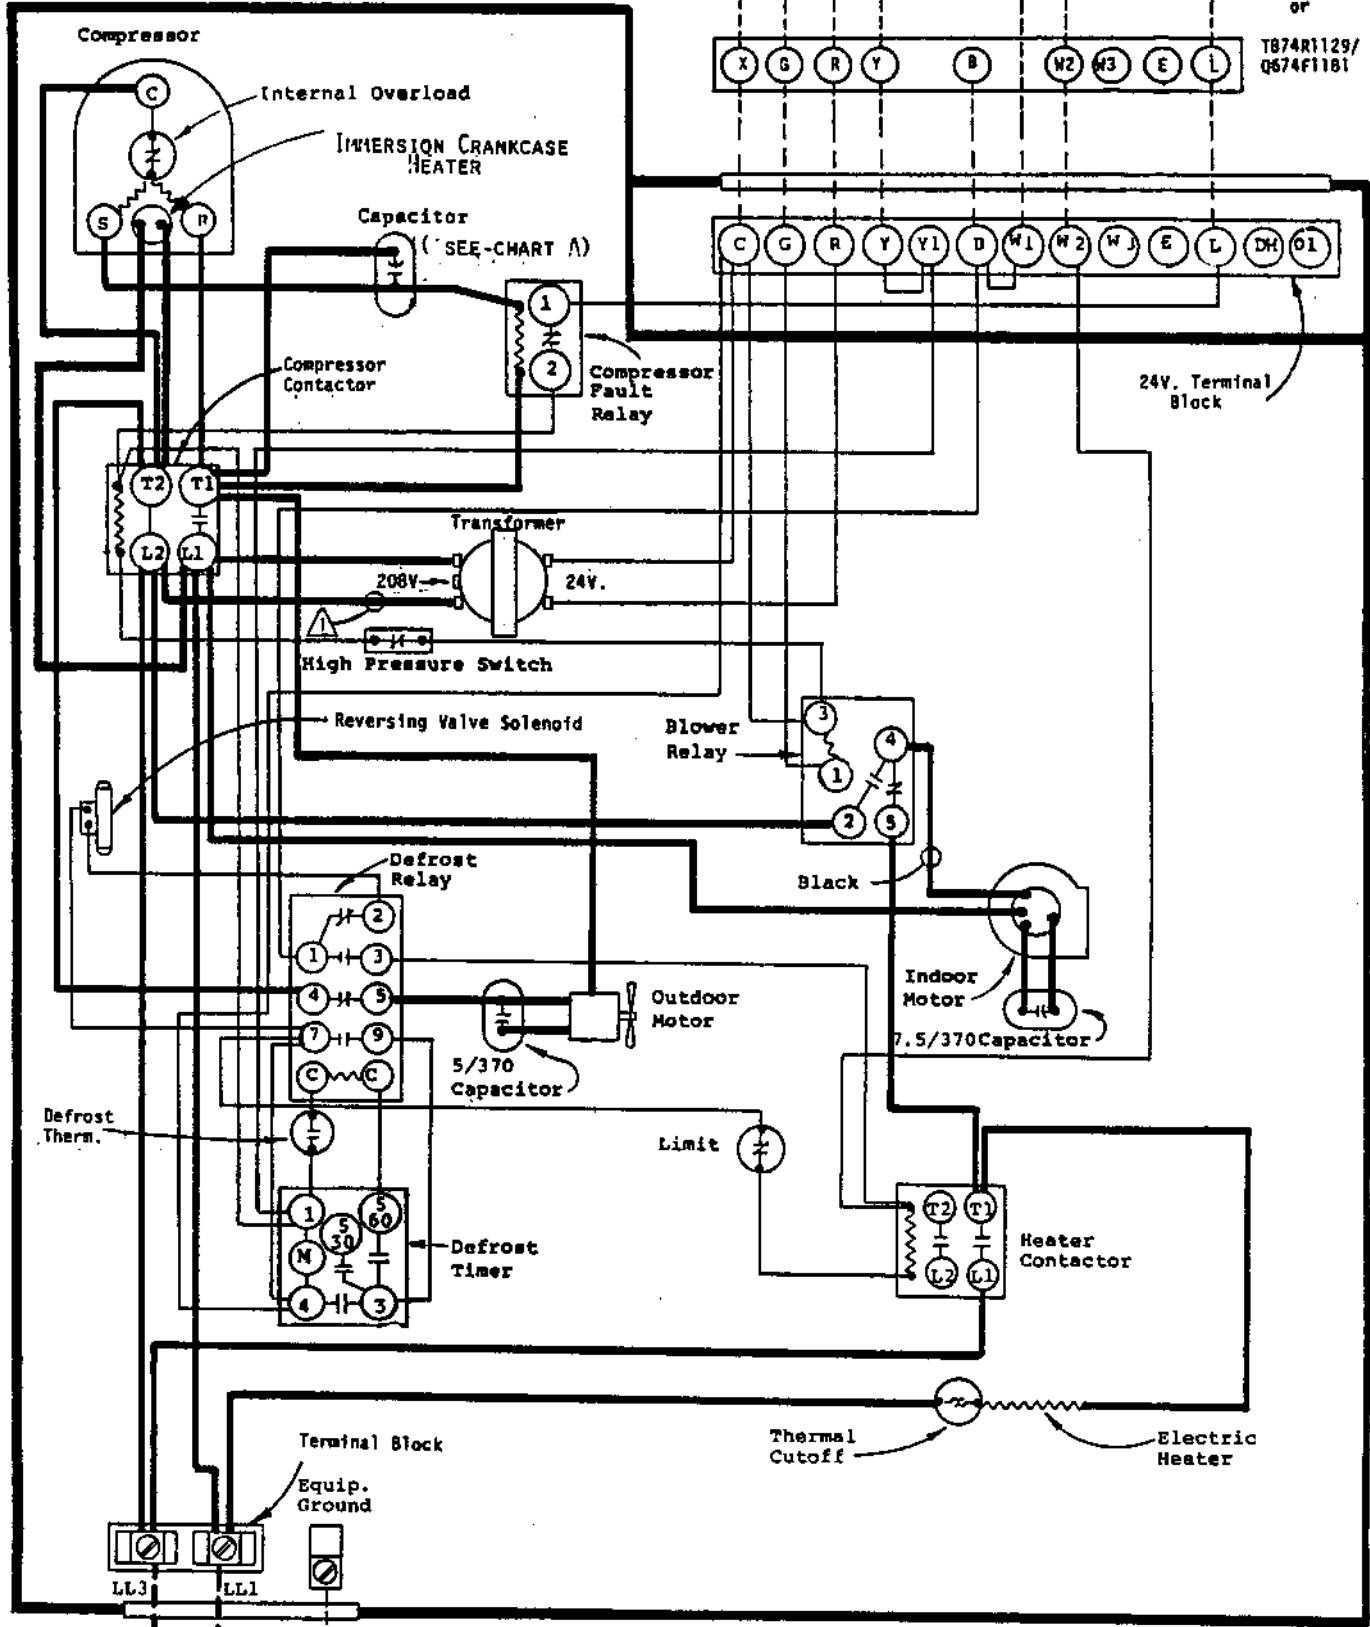 or
T874R1129/
Q674F1181
X G R Y B W2 W3 E L
Compressor
C
Internal Overload
IMMERSION CRANKCASE
HEATER
S R
Capacitor
(SEE-CHART A)
C G R Y Y1 B W1 W2 W3 E L DH O1
1
2
Compressor
Fault
Relay
24V. Terminal
Block
Compressor
Contactor
T2 T1
L2 L1
Transformer
208V
24V.
1
High Pressure Switch
Reversing Valve Solenoid
Blower
Relay
3 4
1
2 5
Black
Defrost
Relay
2
1 3
4 5
7 9
C C
Outdoor
Motor
5/370
Capacitor
Indoor
Motor
7.5/370Capacitor
Defrost
Therm.
Limit
1 5 30 5 60
M
4 3
Defrost
Timer
T2 T1
L2 L1
Heater
Contactor
Thermal
Cutoff
Electric
Heater
Terminal Block
Equip.
Ground
LL3 LL1